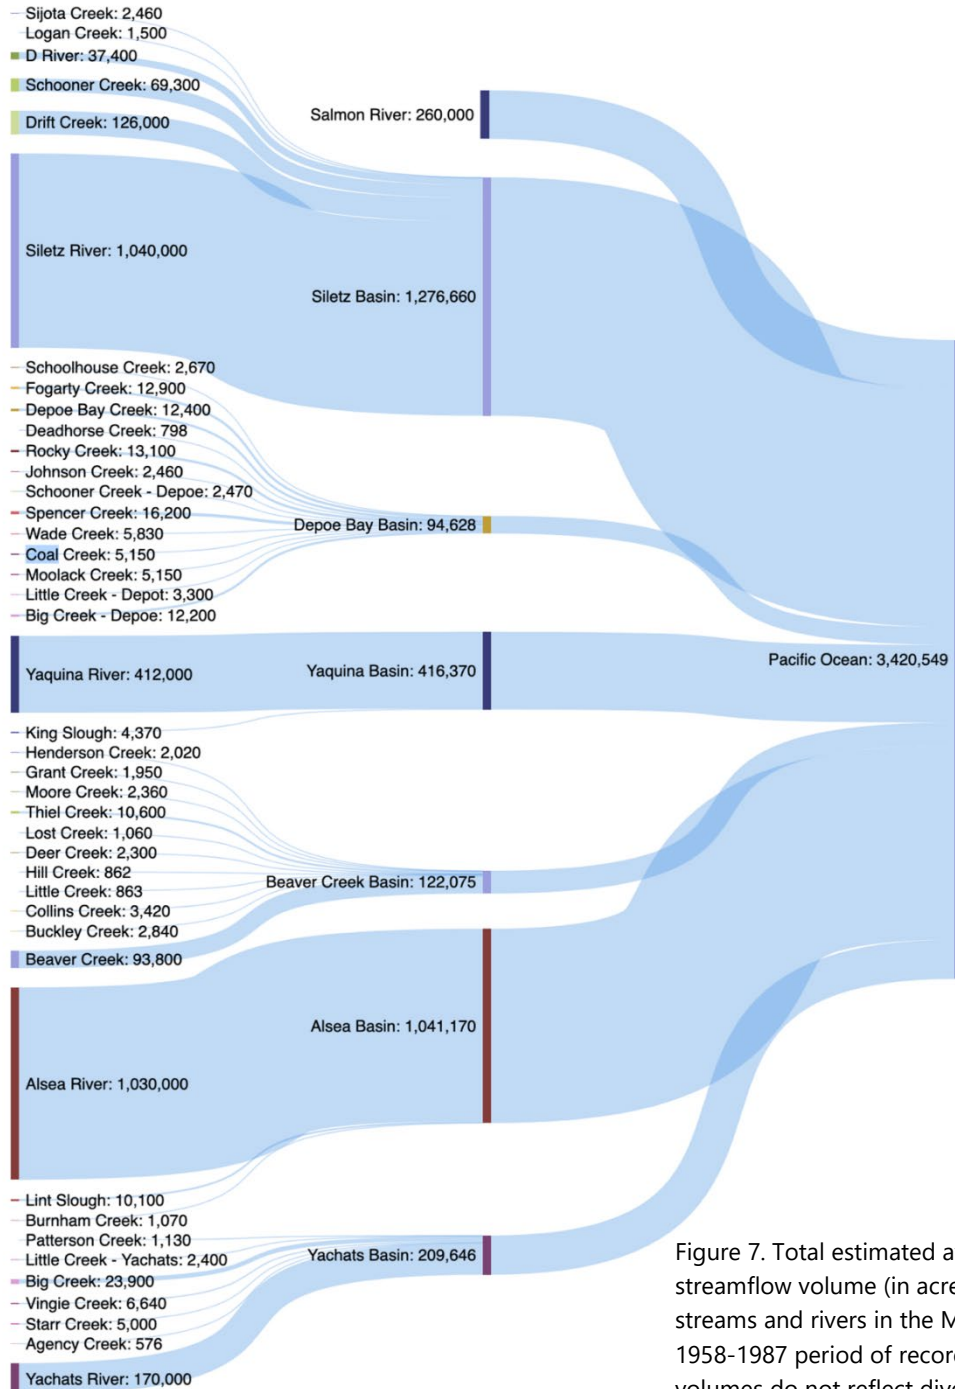 Sijota Creek: 2,460
Logan Creek: 1,500
D River: 37,400
Schooner Creek: 69,300
Drift Creek: 126,000
Siletz River: 1,040,000
Schoolhouse Creek: 2,670
Fogarty Creek: 12,900
Depoe Bay Creek: 12,400
Deadhorse Creek: 798
Rocky Creek: 13,100
Johnson Creek: 2,460
Schooner Creek - Depoe: 2,470
Spencer Creek: 16,200
Wade Creek: 5,830
Coal Creek: 5,150
Moolack Creek: 5,150
Little Creek - Depot: 3,300
Big Creek - Depoe: 12,200
Yaquina River: 412,000
King Slough: 4,370
Henderson Creek: 2,020
Grant Creek: 1,950
Moore Creek: 2,360
Thiel Creek: 10,600
Lost Creek: 1,060
Deer Creek: 2,300
Hill Creek: 862
Little Creek: 863
Collins Creek: 3,420
Buckley Creek: 2,840
Beaver Creek: 93,800
Alsea River: 1,030,000
Lint Slough: 10,100
Burnham Creek: 1,070
Patterson Creek: 1,130
Little Creek - Yachats: 2,400
Big Creek: 23,900
Vingie Creek: 6,640
Starr Creek: 5,000
Agency Creek: 576
Yachats River: 170,000
Salmon River: 260,000
Siletz Basin: 1,276,660
Depoe Bay Basin: 94,628
Yaquina Basin: 416,370
Beaver Creek Basin: 122,075
Alsea Basin: 1,041,170
Yachats Basin: 209,646
Pacific Ocean: 3,420,549
Figure 7. Total estimated a
streamflow volume (in acre
streams and rivers in the M
1958-1987 period of recor
volumes do not reflect dive